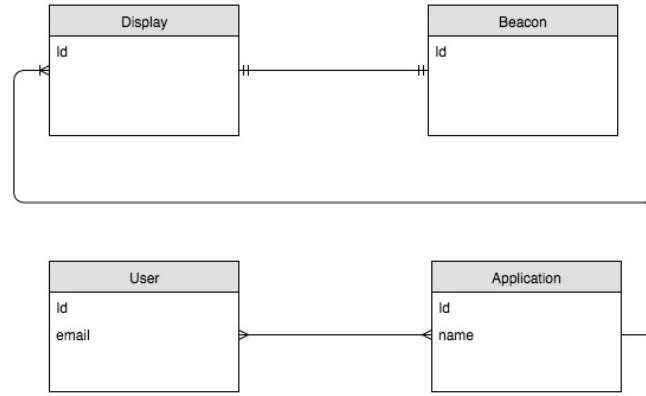 Display
Id
Beacon
Id
User
Id
email
Application
Id
name